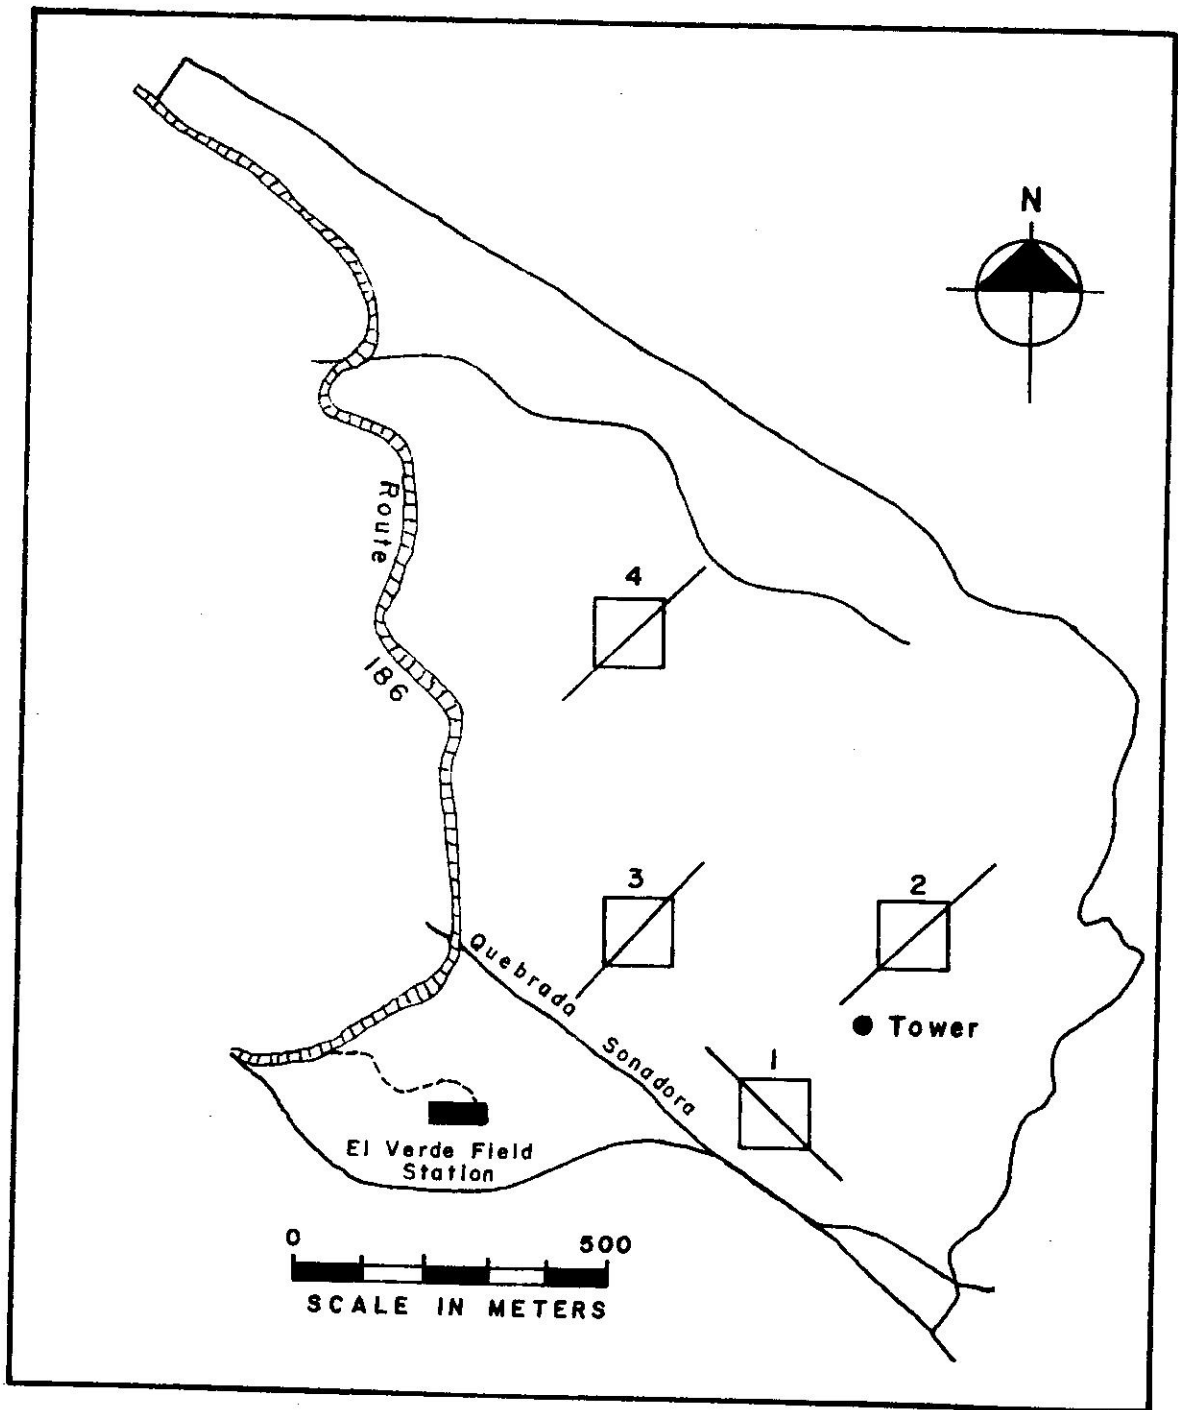 N
Route
186
4
3
2
Quebrada
Sonadora
Tower
1
El Verde Field
Station
0 500
SCALE IN METERS